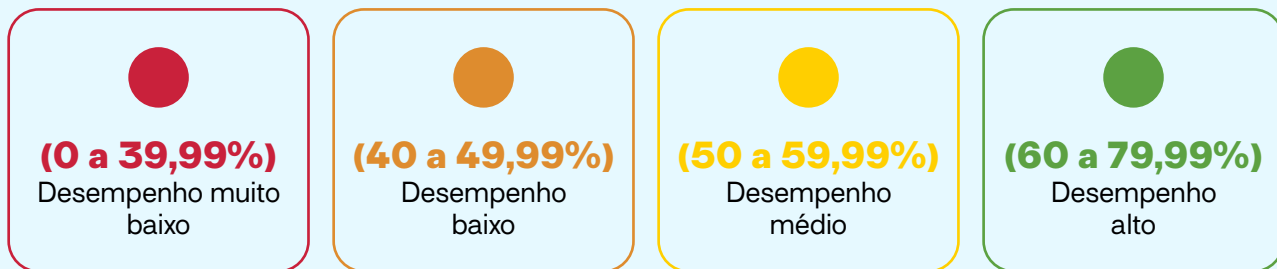 (0 a 39,99%)
Desempenho muito
baixo
(40 a 49,99%)
Desempenho
baixo
(50 a 59,99%)
Desempenho
médio
(60 a 79,99%)
Desempenho
alto